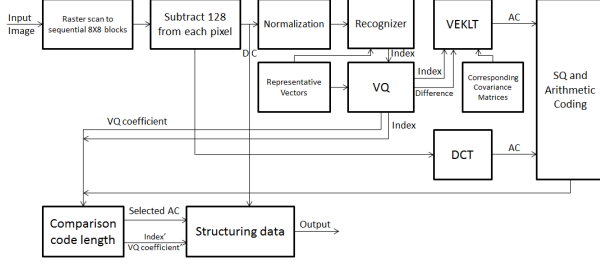 Input
Image
Raster scan to
sequential 8X8 blocks
Subtract 128
from each pixel
Normalization
Recognizer
VEKLT
AC
SQ and
Arithmetic
Coding
DC
Index
Representative
Vectors
VQ
Index
Difference
Corresponding
Covariance
Matrices
VQ coefficient
Index
DCT
AC
Comparison
code length
Selected AC
Index'
VQ coefficient'
Structuring data
Output